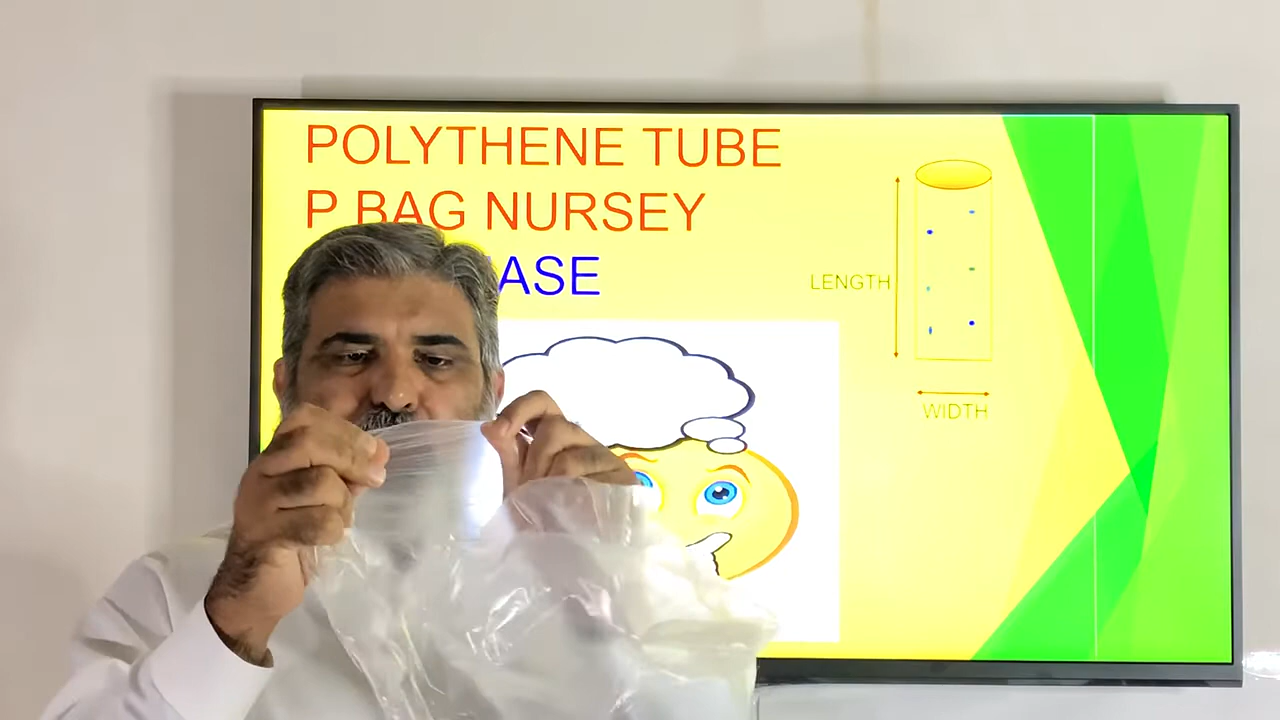 POLYTHENE TUBE
P BAG NURSEY
ASE
LENGTH
WIDTH